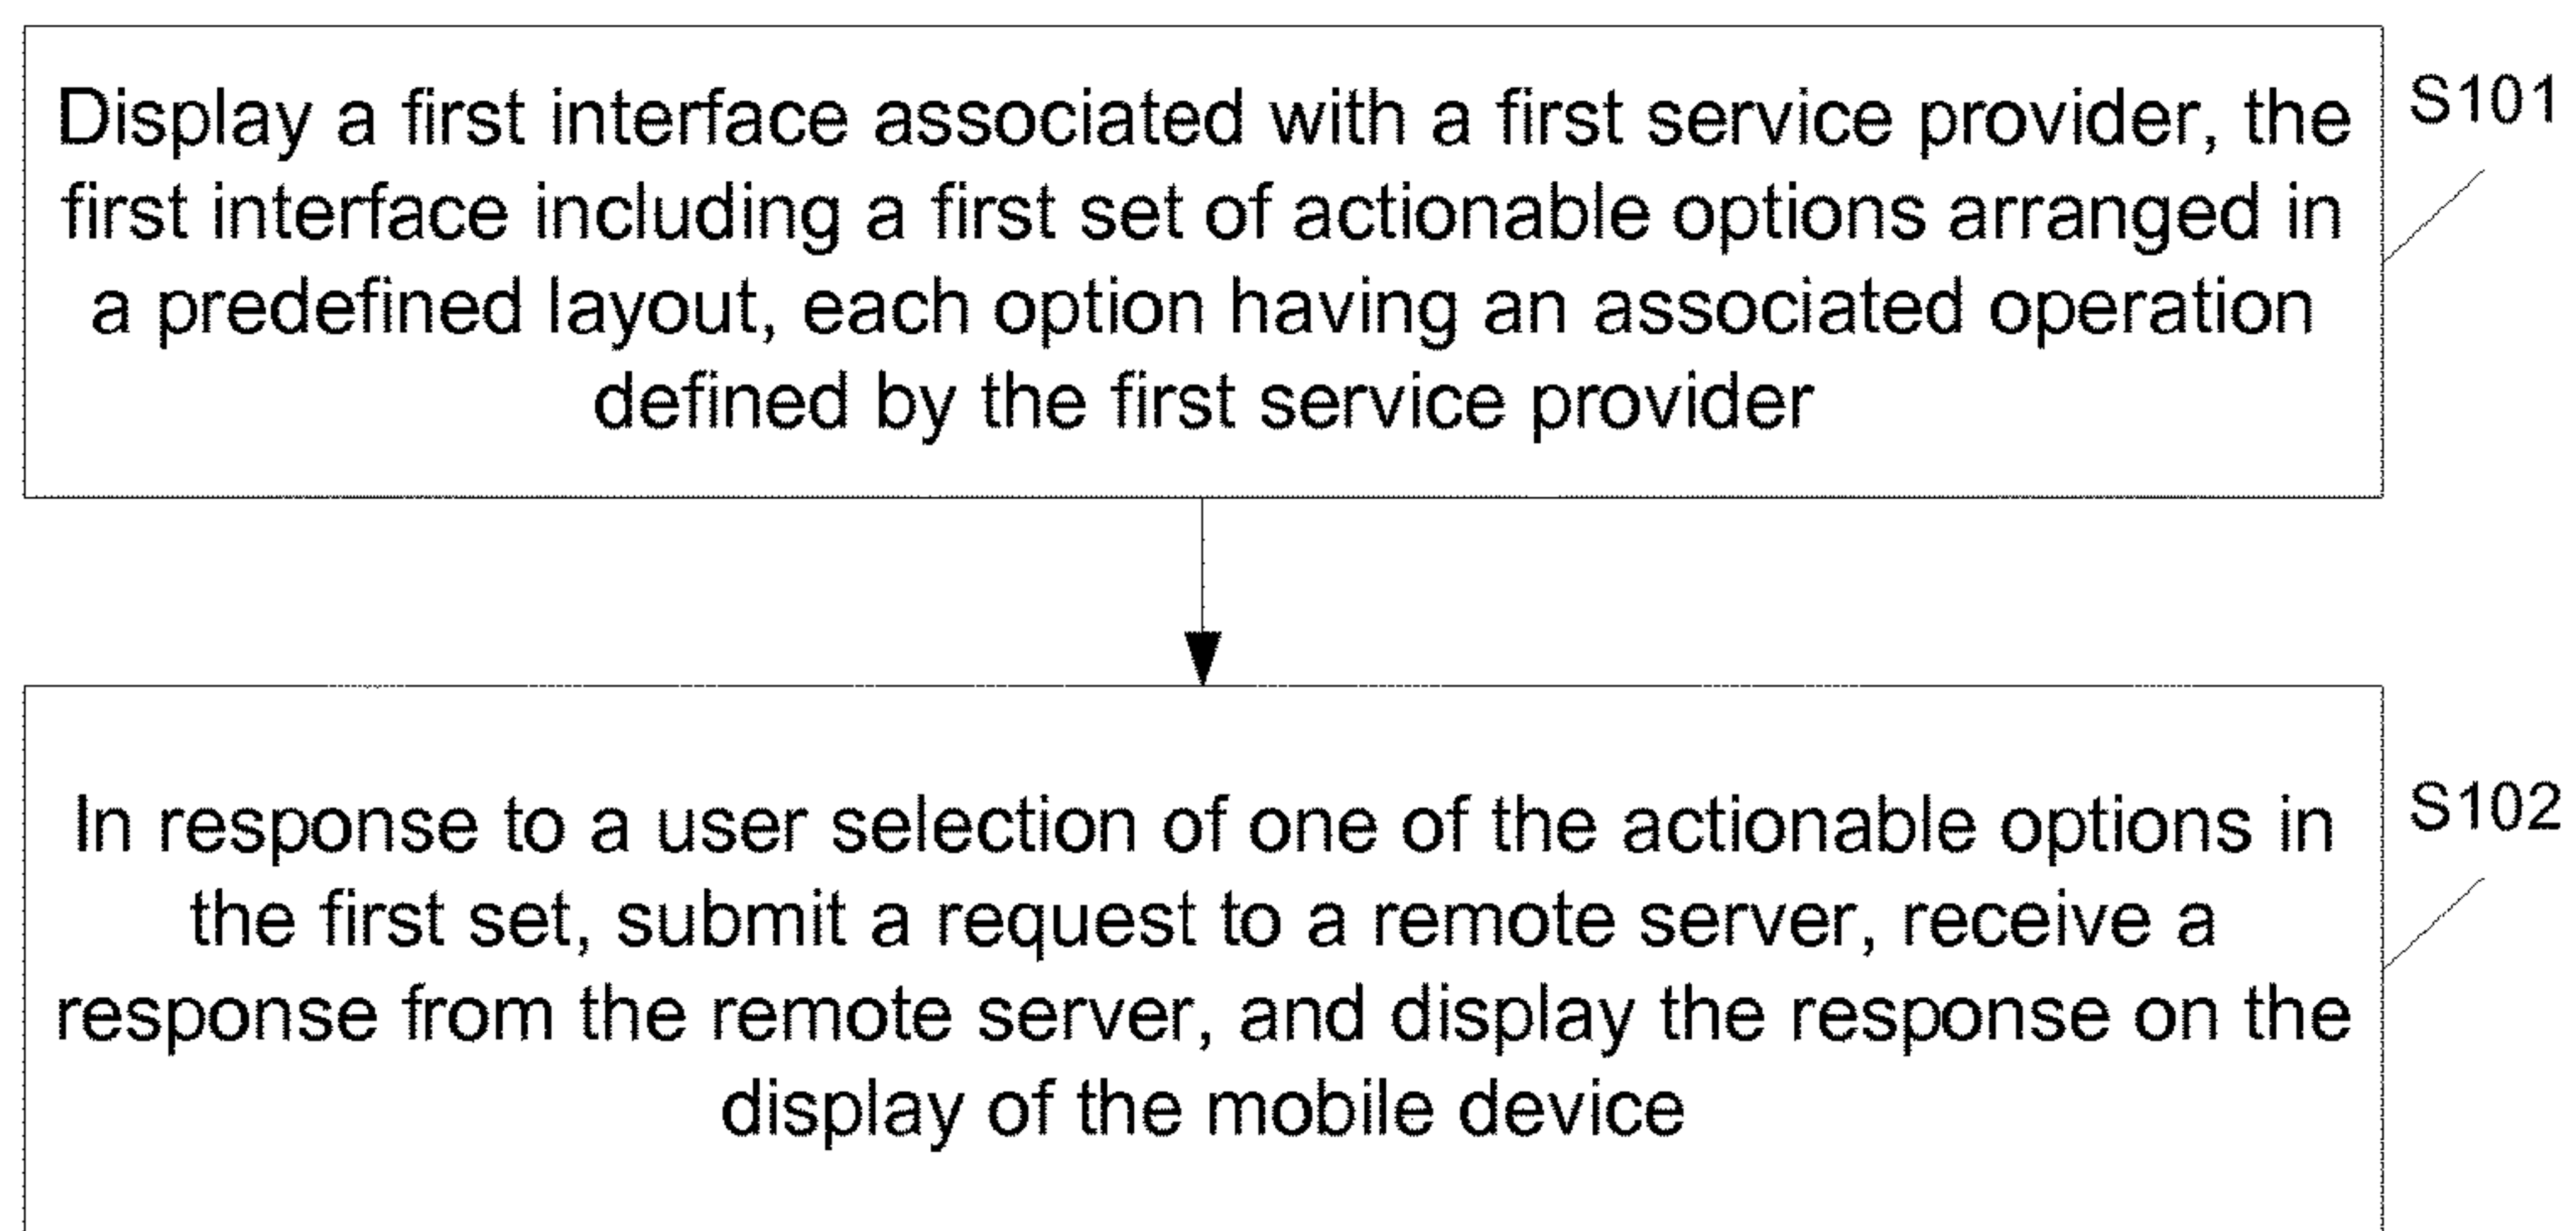 Display a first interface associated with a first service provider, the
S101
first interface including a first set of actionable options arranged in
a predefined layout, each option having an associated operation
defined by the first service provider
In response to a user selection of one of the actionable options in
S102
the first set, submit a request to a remote server, receive a
response from the remote server, and display the response on the
display of the mobile device